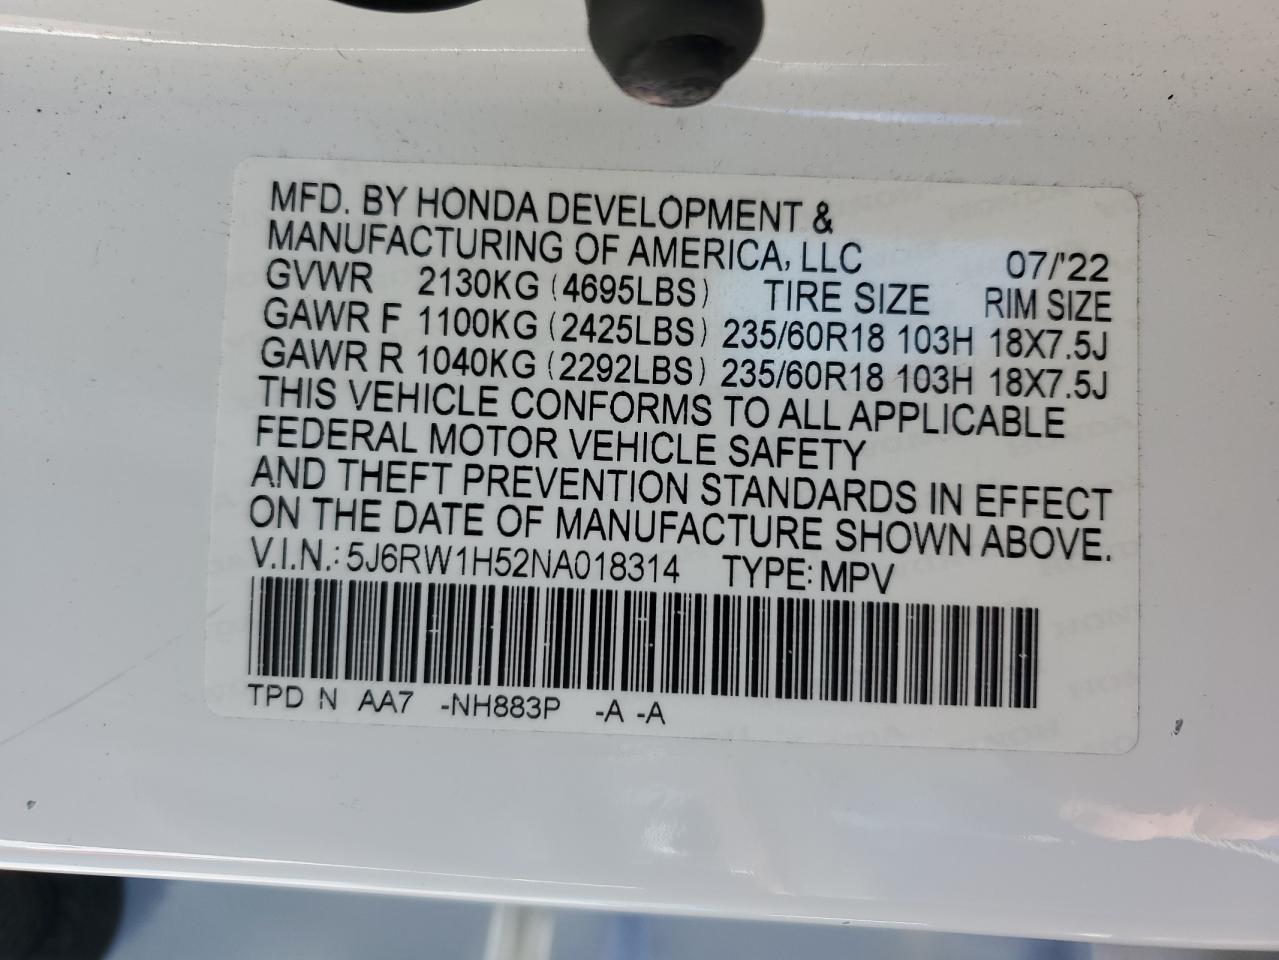 MFD. BY HONDA DEVELOPMENT &
MANUFACTURING OF AMERICA, LLC 07/'22
GVWR 2130KG (4695LBS) TIRE SIZE RIM SIZE
GAWR F 1100KG (2425LBS) 235/60R18 103H 18X7.5J
GAWR R 1040KG (2292LBS) 235/60R18 103H 18X7.5J
THIS VEHICLE CONFORMS TO ALL APPLICABLE
FEDERAL MOTOR VEHICLE SAFETY
AND THEFT PREVENTION STANDARDS IN EFFECT
ON THE DATE OF MANUFACTURE SHOWN ABOVE.
V.I.N.: 5J6RW1H52NA018314 TYPE: MPV
TPD N AA7 -NH883P -A -A